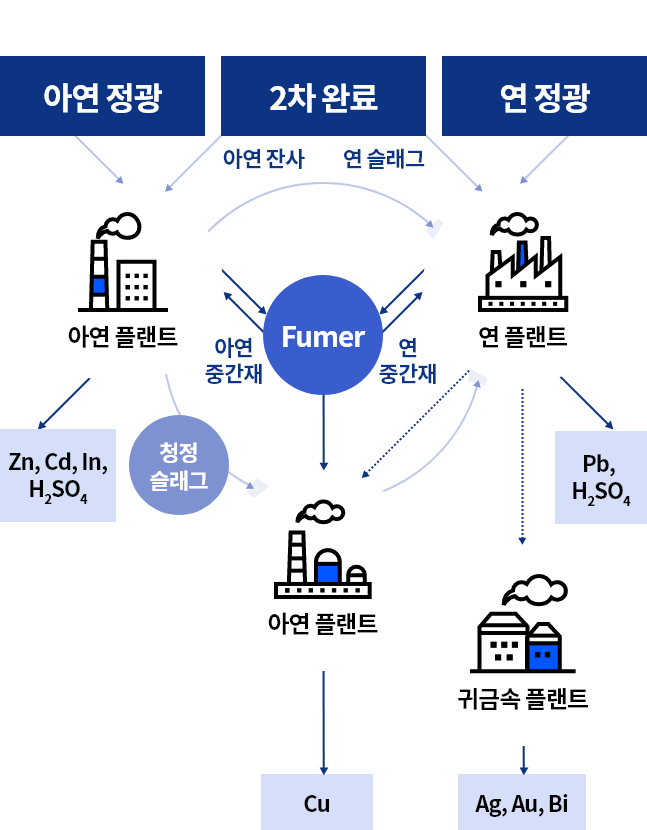 아연 정광
2차 완료
연 정광
아연 잔사
연 슬래그
아연 플랜트
Fumer
연 플랜트
아연
중간재
연
중간재
Zn, Cd, In,
H₂SO₄
청정
슬래그
Pb,
H₂SO₄
아연 플랜트
귀금속 플랜트
Cu
Ag, Au, Bi